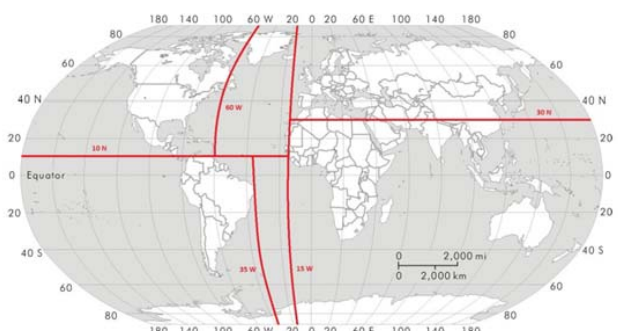 180 140 100 60 W 20 0 20 60 E 100 140 180
80 80
60 60
40 N 40 N
60 W
30 N
20 20
10 N
0 Equator 0
20 20
0 2,000 mi
40 S 40 S
0 2,000 km
35 W 15 W
60 60
80 80
180 140 100 60 W 20 0 20 60 E 100 140 180